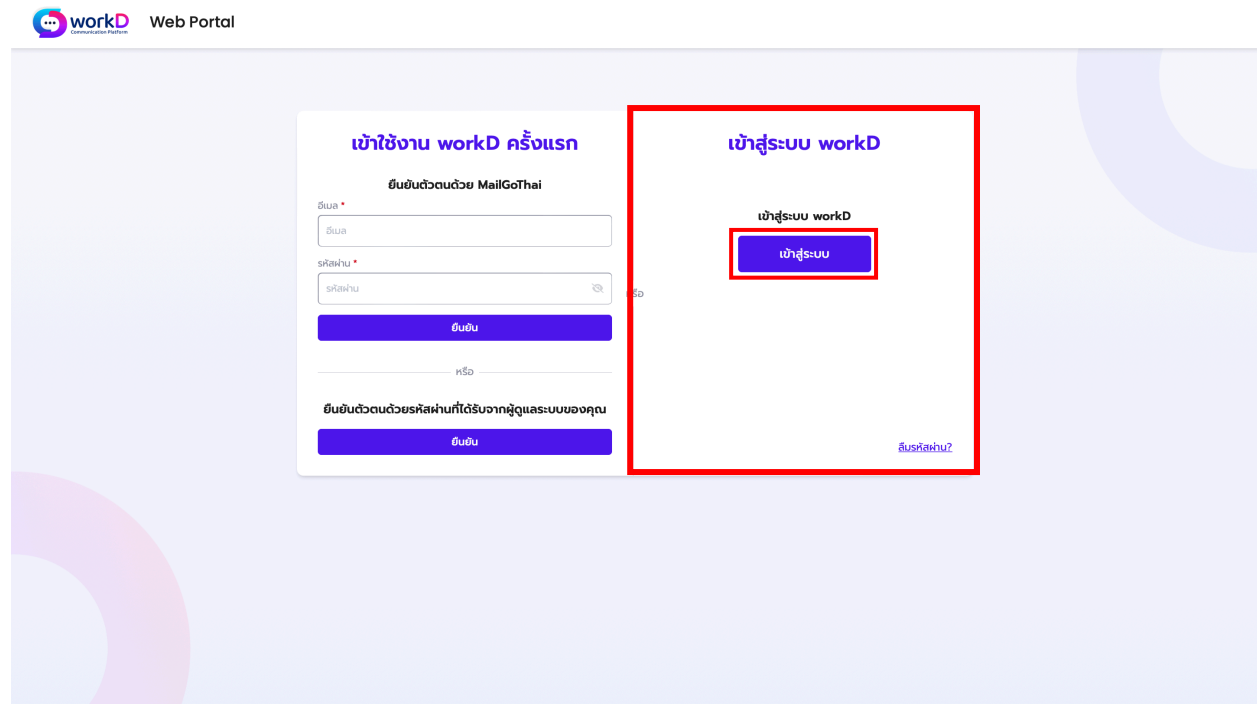 workD
Communication Platform
Web Portal
เข้าใช้งาน workD ครั้งแรก
ยืนยันตัวตนด้วย MailGoThai
อีเมล *
อีเมล
รหัสผ่าน *
รหัสผ่าน
ยืนยัน
หรือ
ยืนยันตัวตนด้วยรหัสผ่านที่ได้รับจากผู้ดูแลระบบของคุณ
ยืนยัน
หรือ
เข้าสู่ระบบ workD
เข้าสู่ระบบ workD
เข้าสู่ระบบ
ลืมรหัสผ่าน?